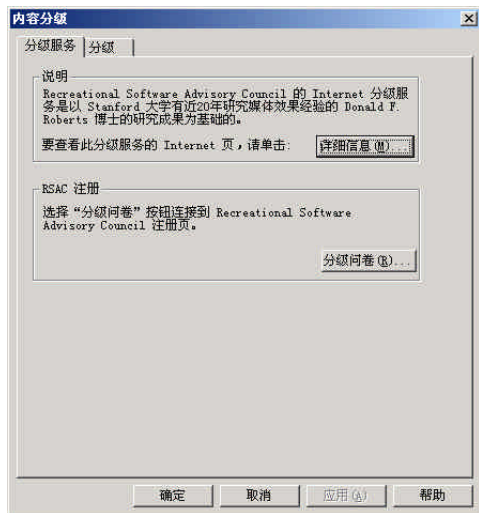 内容分级
分级服务 分级
说明
Recreational Software Advisory Council 的 Internet 分级服
务是以 Stanford 大学有近20年研究媒体效果经验的 Donald F.
Roberts 博士的研究成果为基础的。
要查看此分级服务的 Internet 页，请单击: 详细信息(M)...
RSAC 注册
选择“分级问卷”按钮连接到 Recreational Software
Advisory Council 注册页。
分级问卷(R)...
确定 取消 应用(A) 帮助